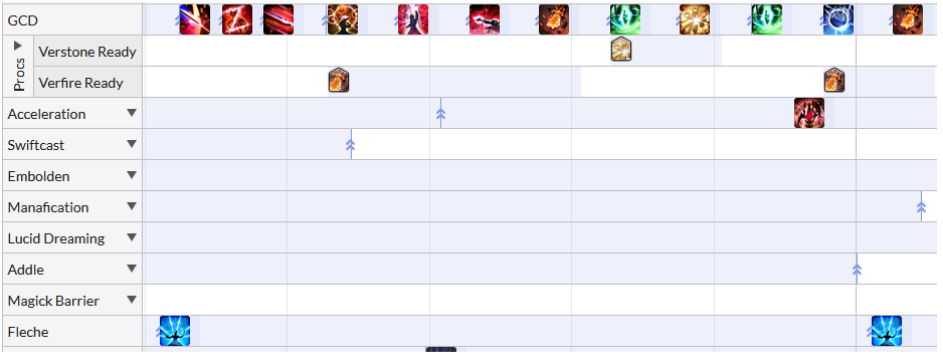 GCD
Procs
Verstone Ready
Verfire Ready
Acceleration
Swiftcast
Embolden
Manafication
Lucid Dreaming
Addle
Magick Barrier
Fleche